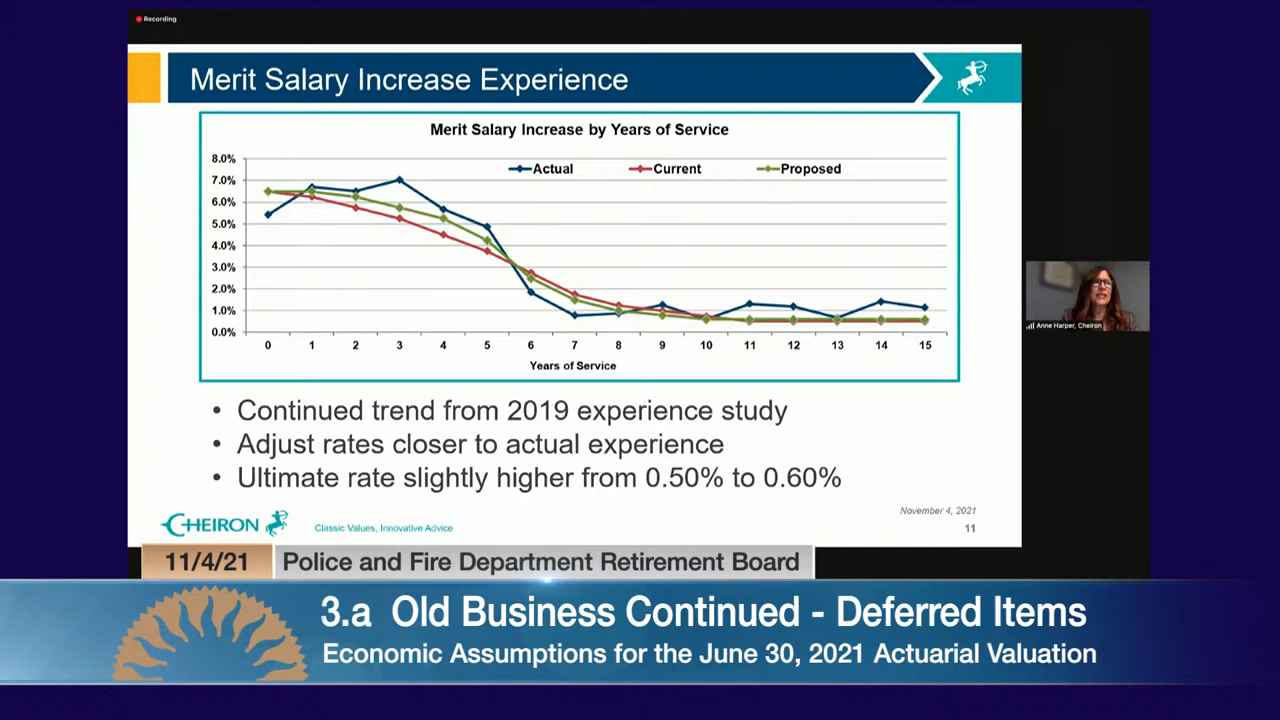 Recording
Merit Salary Increase Experience
Merit Salary Increase by Years of Service
Actual Current Proposed
8.0%
7.0%
6.0%
5.0%
4.0%
3.0%
2.0%
1.0%
0.0%
0 1 2 3 4 5 6 7 8 9 10 11 12 13 14 15
Years of Service
Anne Harper, Cheiron
• Continued trend from 2019 experience study
• Adjust rates closer to actual experience
• Ultimate rate slightly higher from 0.50% to 0.60%
November 4, 2021
CHEIRON Classic Values, Innovative Advice 11
11/4/21 Police and Fire Department Retirement Board
3.a Old Business Continued - Deferred Items
Economic Assumptions for the June 30, 2021 Actuarial Valuation